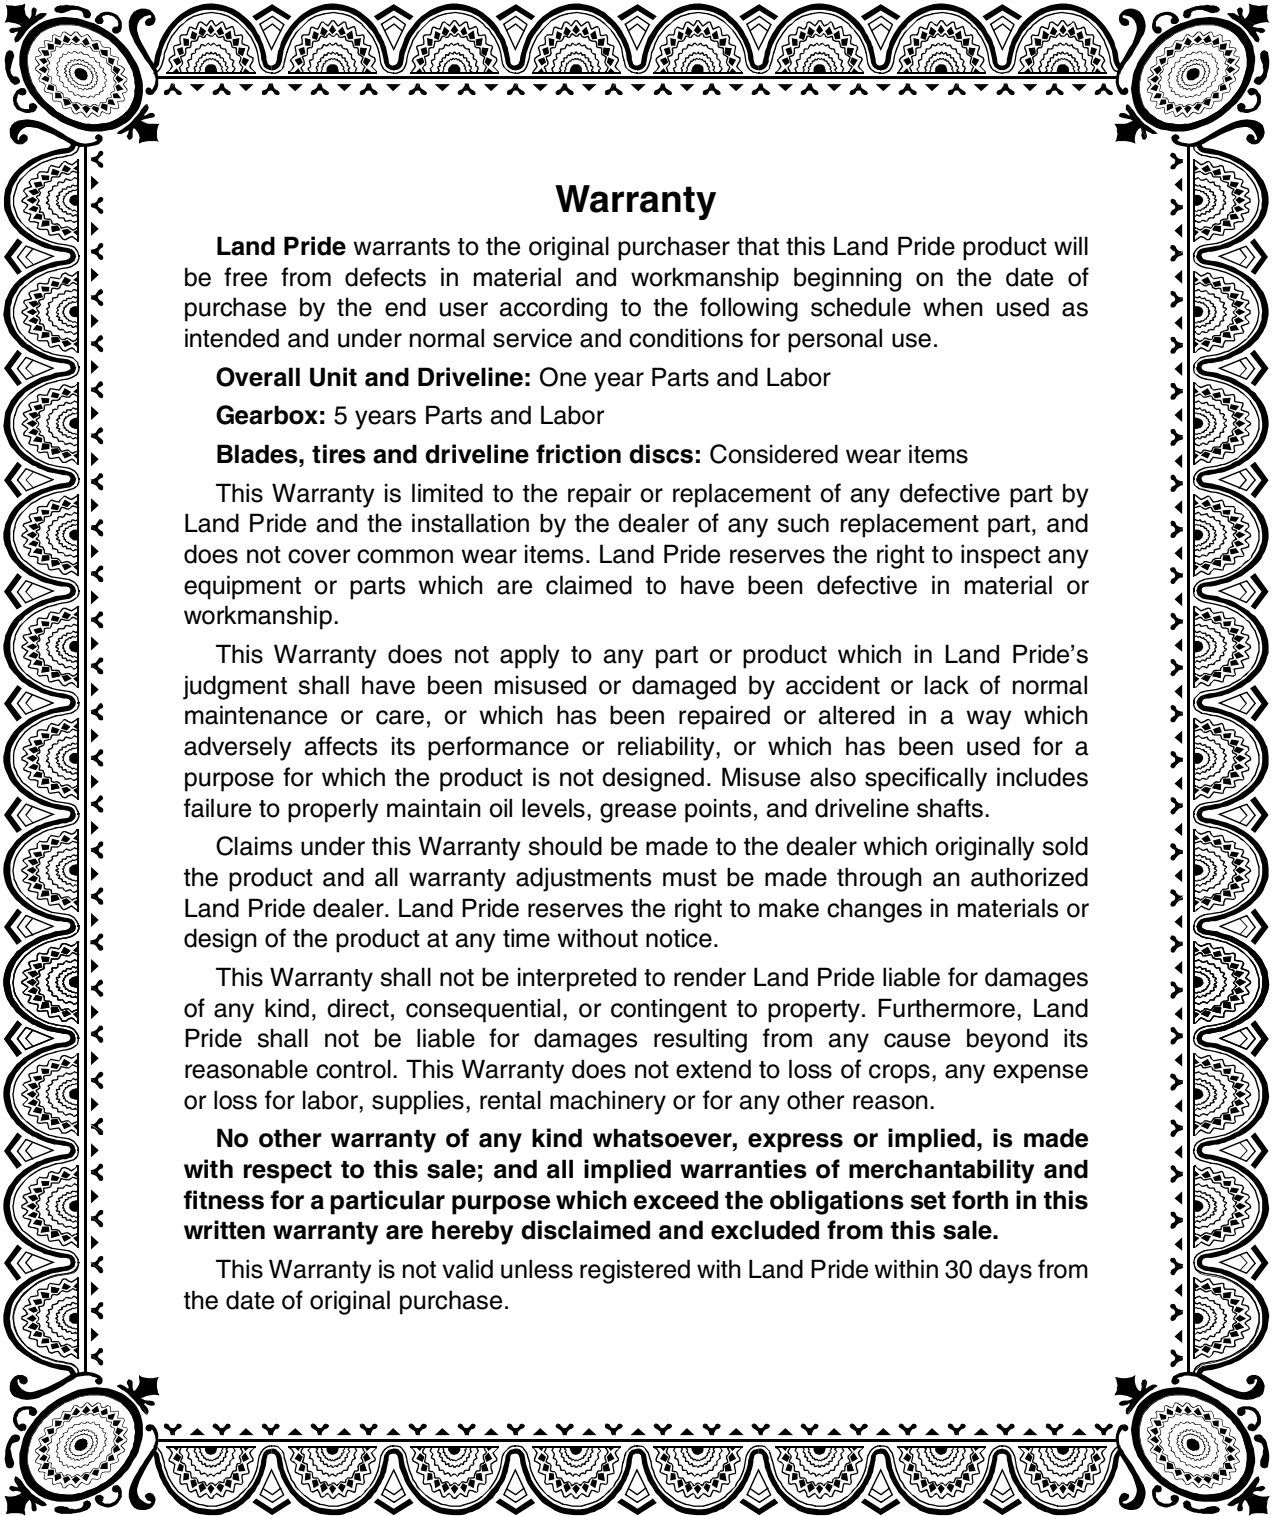 Warranty
Land Pride warrants to the original purchaser that this Land Pride product will
be free from defects in material and workmanship beginning on the date of
purchase by the end user according to the following schedule when used as
intended and under normal service and conditions for personal use.
Overall Unit and Driveline: One year Parts and Labor
Gearbox: 5 years Parts and Labor
Blades, tires and driveline friction discs: Considered wear items
This Warranty is limited to the repair or replacement of any defective part by
Land Pride and the installation by the dealer of any such replacement part, and
does not cover common wear items. Land Pride reserves the right to inspect any
equipment or parts which are claimed to have been defective in material or
workmanship.
This Warranty does not apply to any part or product which in Land Pride’s
judgment shall have been misused or damaged by accident or lack of normal
maintenance or care, or which has been repaired or altered in a way which
adversely affects its performance or reliability, or which has been used for a
purpose for which the product is not designed. Misuse also specifically includes
failure to properly maintain oil levels, grease points, and driveline shafts.
Claims under this Warranty should be made to the dealer which originally sold
the product and all warranty adjustments must be made through an authorized
Land Pride dealer. Land Pride reserves the right to make changes in materials or
design of the product at any time without notice.
This Warranty shall not be interpreted to render Land Pride liable for damages
of any kind, direct, consequential, or contingent to property. Furthermore, Land
Pride shall not be liable for damages resulting from any cause beyond its
reasonable control. This Warranty does not extend to loss of crops, any expense
or loss for labor, supplies, rental machinery or for any other reason.
No other warranty of any kind whatsoever, express or implied, is made
with respect to this sale; and all implied warranties of merchantability and
fitness for a particular purpose which exceed the obligations set forth in this
written warranty are hereby disclaimed and excluded from this sale.
This Warranty is not valid unless registered with Land Pride within 30 days from
the date of original purchase.